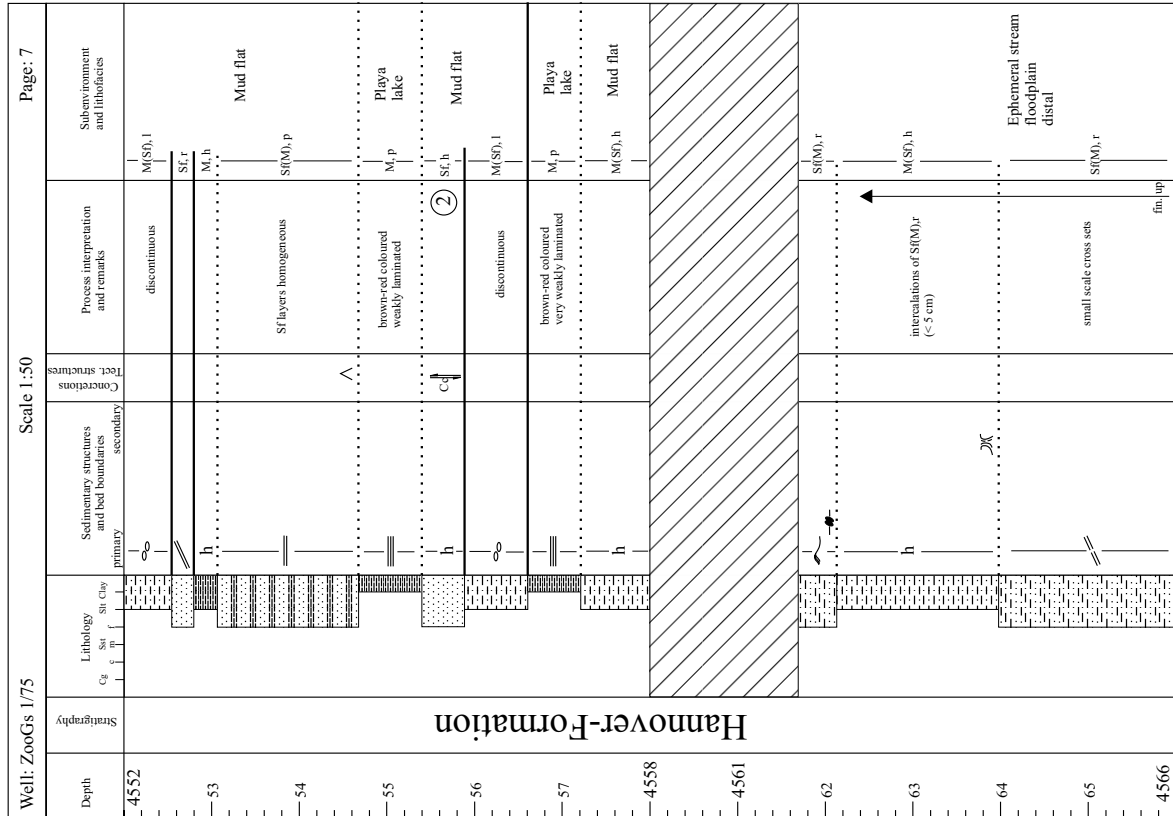 Well: ZooGs 1/75
Scale 1:50
Page: 7
Depth
Stratigraphy
Lithology
Cg
c
Sst
m
f
Slt
Clay
Sedimentary structures
and bed boundaries
primary
secondary
Concretions
Tect. structures
Process interpretation
and remarks
Subenvironment
and lithofacies
4552
53
54
55
56
57
4558
4561
62
63
64
65
4566
Hannover-Formation
h
h
h
h
Cc
discontinuous
Sf layers homogeneous
brown-red coloured
weakly laminated
2
discontinuous
brown-red coloured
very weakly laminated
intercalations of Sf(M),r
(< 5 cm)
small scale cross sets
fin. up
M(Sf), l
Sf, r
M, h
Sf(M), p
M, p
Sf, h
M(Sf), l
M, p
M(Sf), h
Sf(M), r
M(Sf), h
Sf(M), r
Mud flat
Playa
lake
Mud flat
Playa
lake
Mud flat
Ephemeral stream
floodplain
distal